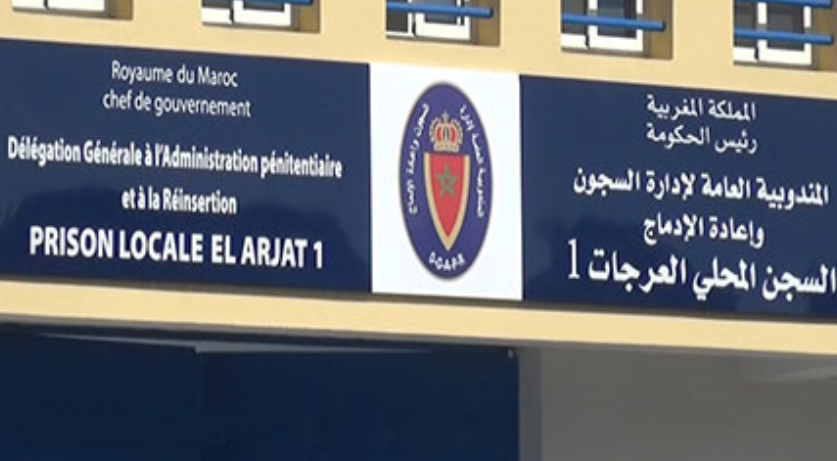 Royaume du Maroc
chef de gouvernement
Délégation Générale à l'Administration pénitentiaire
et à la Réinsertion
PRISON LOCALE EL ARJAT 1
D.G.A.P.R
المملكة المغربية
رئيس الحكومة
المندوبية العامة لإدارة السجون
وإعادة الإدماج
السجن المحلي العرجات 1